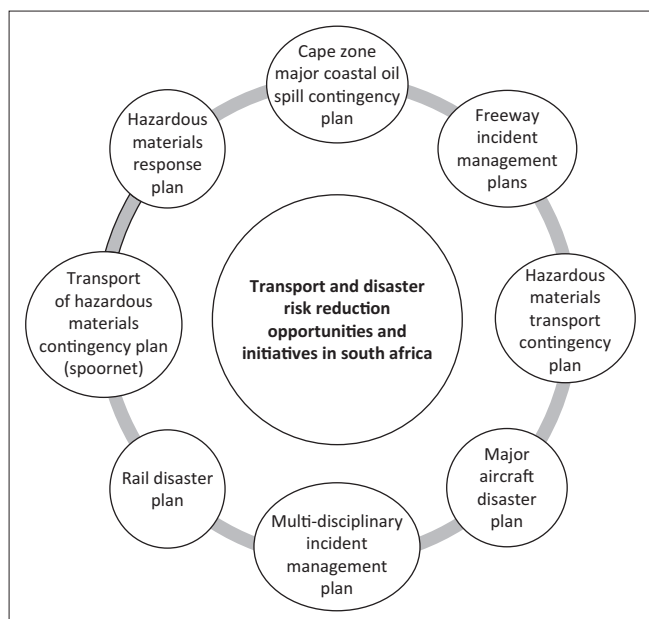 Cape zone
major coastal oil
spill contingency
plan
Freeway
incident
management
plans
Hazardous
materials
transport
contingency
plan
Major
aircraft
disaster
plan
Multi-disciplinary
incident
management
plan
Rail disaster
plan
Transport
of hazardous
materials
contingency plan
(spoornet)
Hazardous
materials
response
plan
Transport and disaster
risk reduction
opportunities and
initiatives in south africa